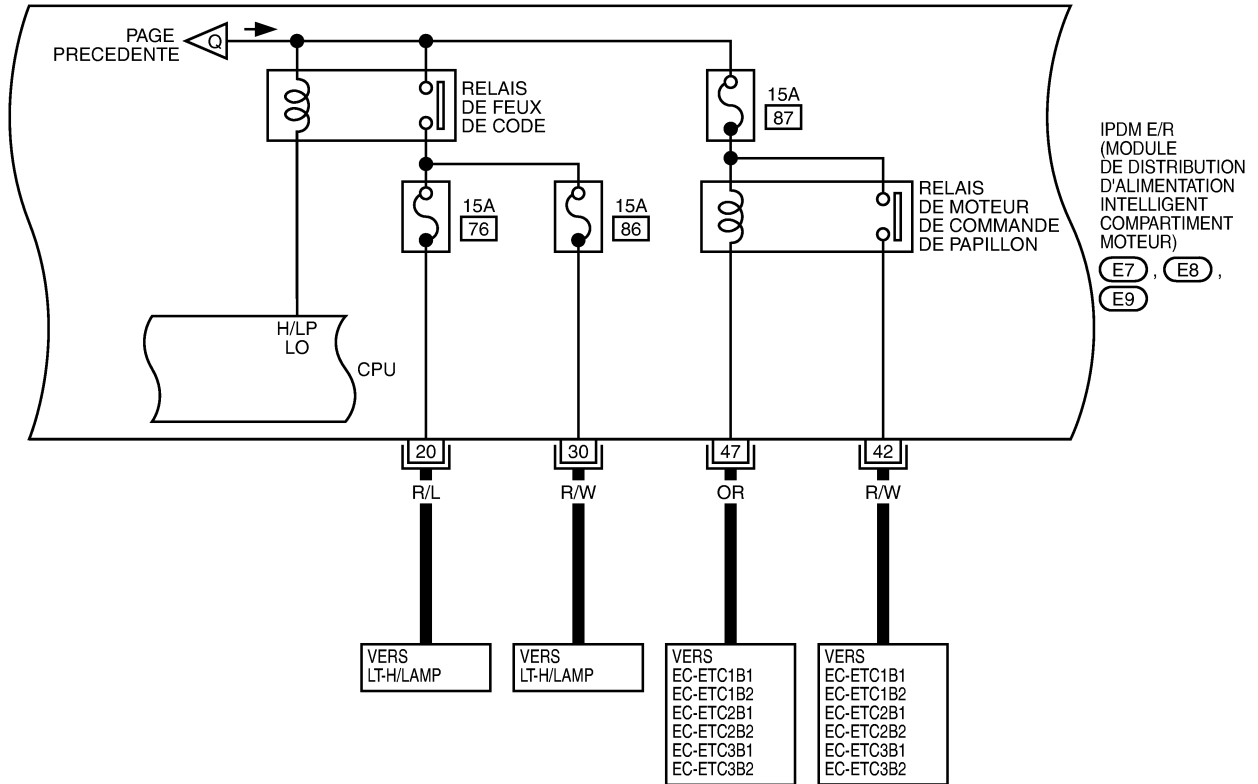 PAGE
PRECEDENTE
Q
RELAIS
DE FEUX
DE CODE
15A
87
IPDM E/R
(MODULE
DE DISTRIBUTION
D'ALIMENTATION
INTELLIGENT
COMPARTIMENT
MOTEUR)
E7 , E8 ,
E9
15A
76
15A
86
RELAIS
DE MOTEUR
DE COMMANDE
DE PAPILLON
H/LP
LO
CPU
20
30
47
42
R/L
R/W
OR
R/W
VERS
LT-H/LAMP
VERS
LT-H/LAMP
VERS
EC-ETC1B1
EC-ETC1B2
EC-ETC2B1
EC-ETC2B2
EC-ETC3B1
EC-ETC3B2
VERS
EC-ETC1B1
EC-ETC1B2
EC-ETC2B1
EC-ETC2B2
EC-ETC3B1
EC-ETC3B2